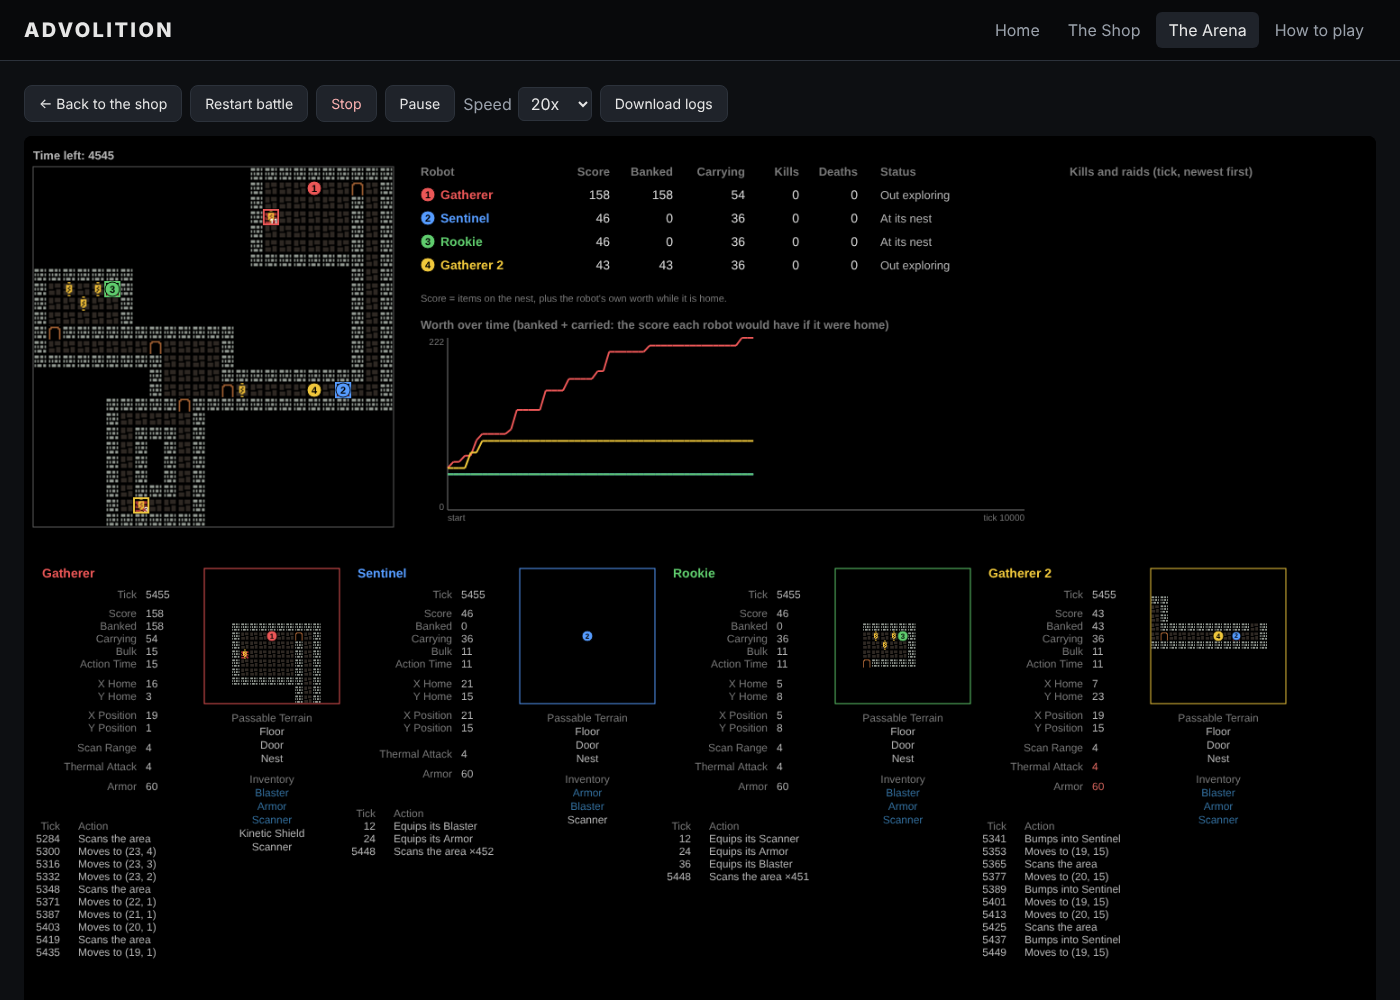 ADVOLITION
Home
The Shop
The Arena
How to play
← Back to the shop
Restart battle
Stop
Pause
Speed
20x
Download logs
Time left: 4545
Robot Score Banked Carrying Kills Deaths Status
1 Gatherer 158 158 54 0 0 Out exploring
2 Sentinel 46 0 36 0 0 At its nest
3 Rookie 46 0 36 0 0 At its nest
4 Gatherer 2 43 43 36 0 0 Out exploring
Score = items on the nest, plus the robot's own worth while it is home.
Kills and raids (tick, newest first)
Worth over time (banked + carried: the score each robot would have if it were home)
222
0
start
tick 10000
1
3
4
2
Gatherer
Tick 5455
Score 158
Banked 158
Carrying 54
Bulk 15
Action Time 15
X Home 16
Y Home 3
X Position 19
Y Position 1
Scan Range 4
Thermal Attack 4
Armor 60
1
Passable Terrain
Floor
Door
Nest
Inventory
Blaster
Armor
Scanner
Kinetic Shield
Scanner
Tick Action
5284 Scans the area
5300 Moves to (23, 4)
5316 Moves to (23, 3)
5332 Moves to (23, 2)
5348 Scans the area
5371 Moves to (22, 1)
5387 Moves to (21, 1)
5403 Moves to (20, 1)
5419 Scans the area
5435 Moves to (19, 1)
Sentinel
Tick 5455
Score 46
Banked 0
Carrying 36
Bulk 11
Action Time 11
X Home 21
Y Home 15
X Position 21
Y Position 15
Thermal Attack 4
Armor 60
2
Passable Terrain
Floor
Door
Nest
Inventory
Armor
Blaster
Scanner
Tick Action
12 Equips its Blaster
24 Equips its Armor
5448 Scans the area ×452
Rookie
Tick 5455
Score 46
Banked 0
Carrying 36
Bulk 11
Action Time 11
X Home 5
Y Home 8
X Position 5
Y Position 8
Scan Range 4
Thermal Attack 4
Armor 60
3
Passable Terrain
Floor
Door
Nest
Inventory
Blaster
Armor
Scanner
Tick Action
12 Equips its Scanner
24 Equips its Armor
36 Equips its Blaster
5448 Scans the area ×451
Gatherer 2
Tick 5455
Score 43
Banked 43
Carrying 36
Bulk 11
Action Time 11
X Home 7
Y Home 23
X Position 19
Y Position 15
Scan Range 4
Thermal Attack 4
Armor 60
4 2
Passable Terrain
Floor
Door
Nest
Inventory
Blaster
Armor
Scanner
Tick Action
5341 Bumps into Sentinel
5353 Moves to (19, 15)
5365 Scans the area
5377 Moves to (20, 15)
5389 Bumps into Sentinel
5401 Moves to (19, 15)
5413 Moves to (20, 15)
5425 Scans the area
5437 Bumps into Sentinel
5449 Moves to (19, 15)